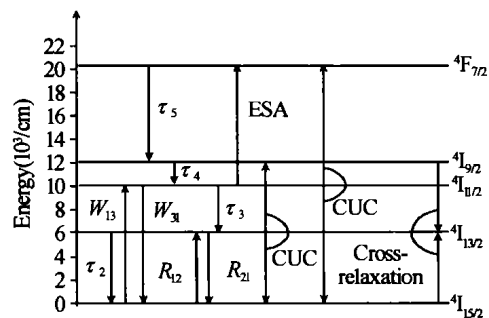 Energy(10³/cm)
22
20
18
16
14
12
10
8
6
4
2
0
⁴F₇/₂
⁴I₉/₂
⁴I₁₁/₂
⁴I₁₃/₂
⁴I₁₅/₂
τ₅
ESA
τ₄
W₁₃
W₃₁
τ₃
CUC
τ₂
R₁₂
R₂₁
CUC
Cross-
relaxation